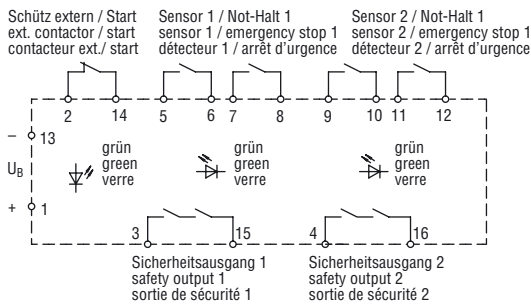 Schütz extern / Start
ext. contactor / start
contacteur ext./ start
Sensor 1 / Not-Halt 1
sensor 1 / emergency stop 1
détecteur 1 / arrêt d'urgence
Sensor 2 / Not-Halt 1
sensor 2 / emergency stop 1
détecteur 2 / arrêt d'urgence
2 14 5 6 7 8 9 10 11 12
– 13
UB
+ 1
grün
green
verre
grün
green
verre
grün
green
verre
3 15 4 16
Sicherheitsausgang 1
safety output 1
sortie de sécurité 1
Sicherheitsausgang 2
safety output 2
sortie de sécurité 2